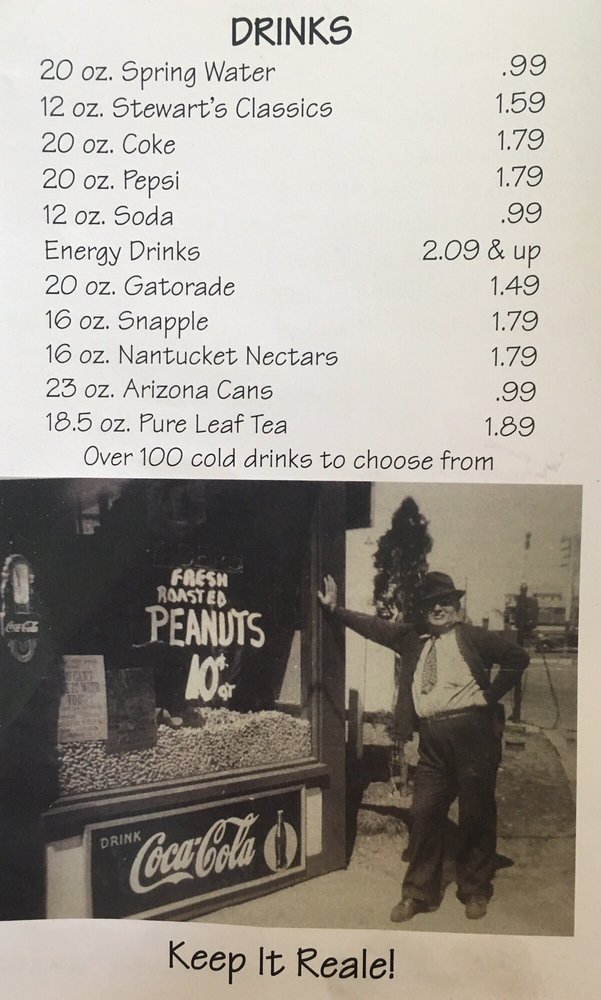 DRINKS
20 oz. Spring Water .99
12 oz. Stewart's Classics 1.59
20 oz. Coke 1.79
20 oz. Pepsi 1.79
12 oz. Soda .99
Energy Drinks 2.09 & up
20 oz. Gatorade 1.49
16 oz. Snapple 1.79
16 oz. Nantucket Nectars 1.79
23 oz. Arizona Cans .99
18.5 oz. Pure Leaf Tea 1.89
Over 100 cold drinks to choose from
FRESH
ROASTED
PEANUTS
10¢ qt
Coca-Cola
DRINK
Coca-Cola
Keep It Reale!